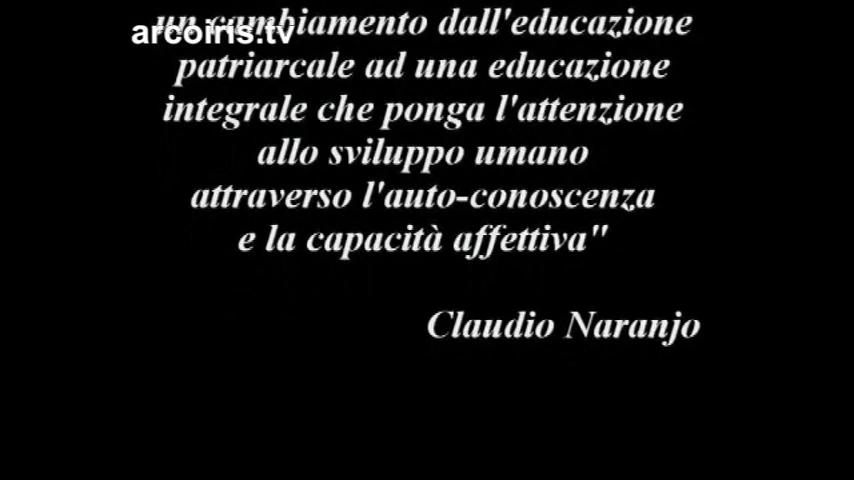 un cambiamento dall'educazione
arcoiris.tv
patriarcale ad una educazione
integrale che ponga l'attenzione
allo sviluppo umano
attraverso l'auto-conoscenza
e la capacità affettiva"
Claudio Naranjo